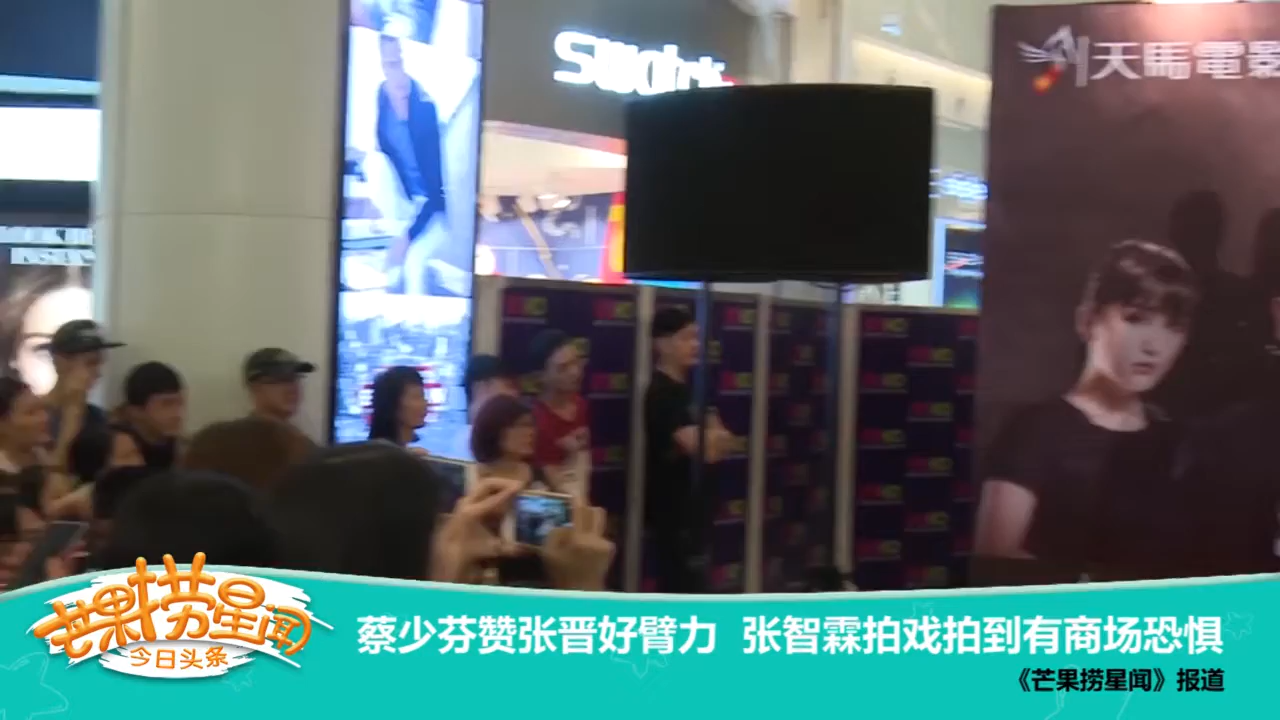 天馬電影
芒果捞星闻
今日头条
蔡少芬赞张晋好臂力 张智霖拍戏拍到有商场恐惧
《芒果捞星闻》报道